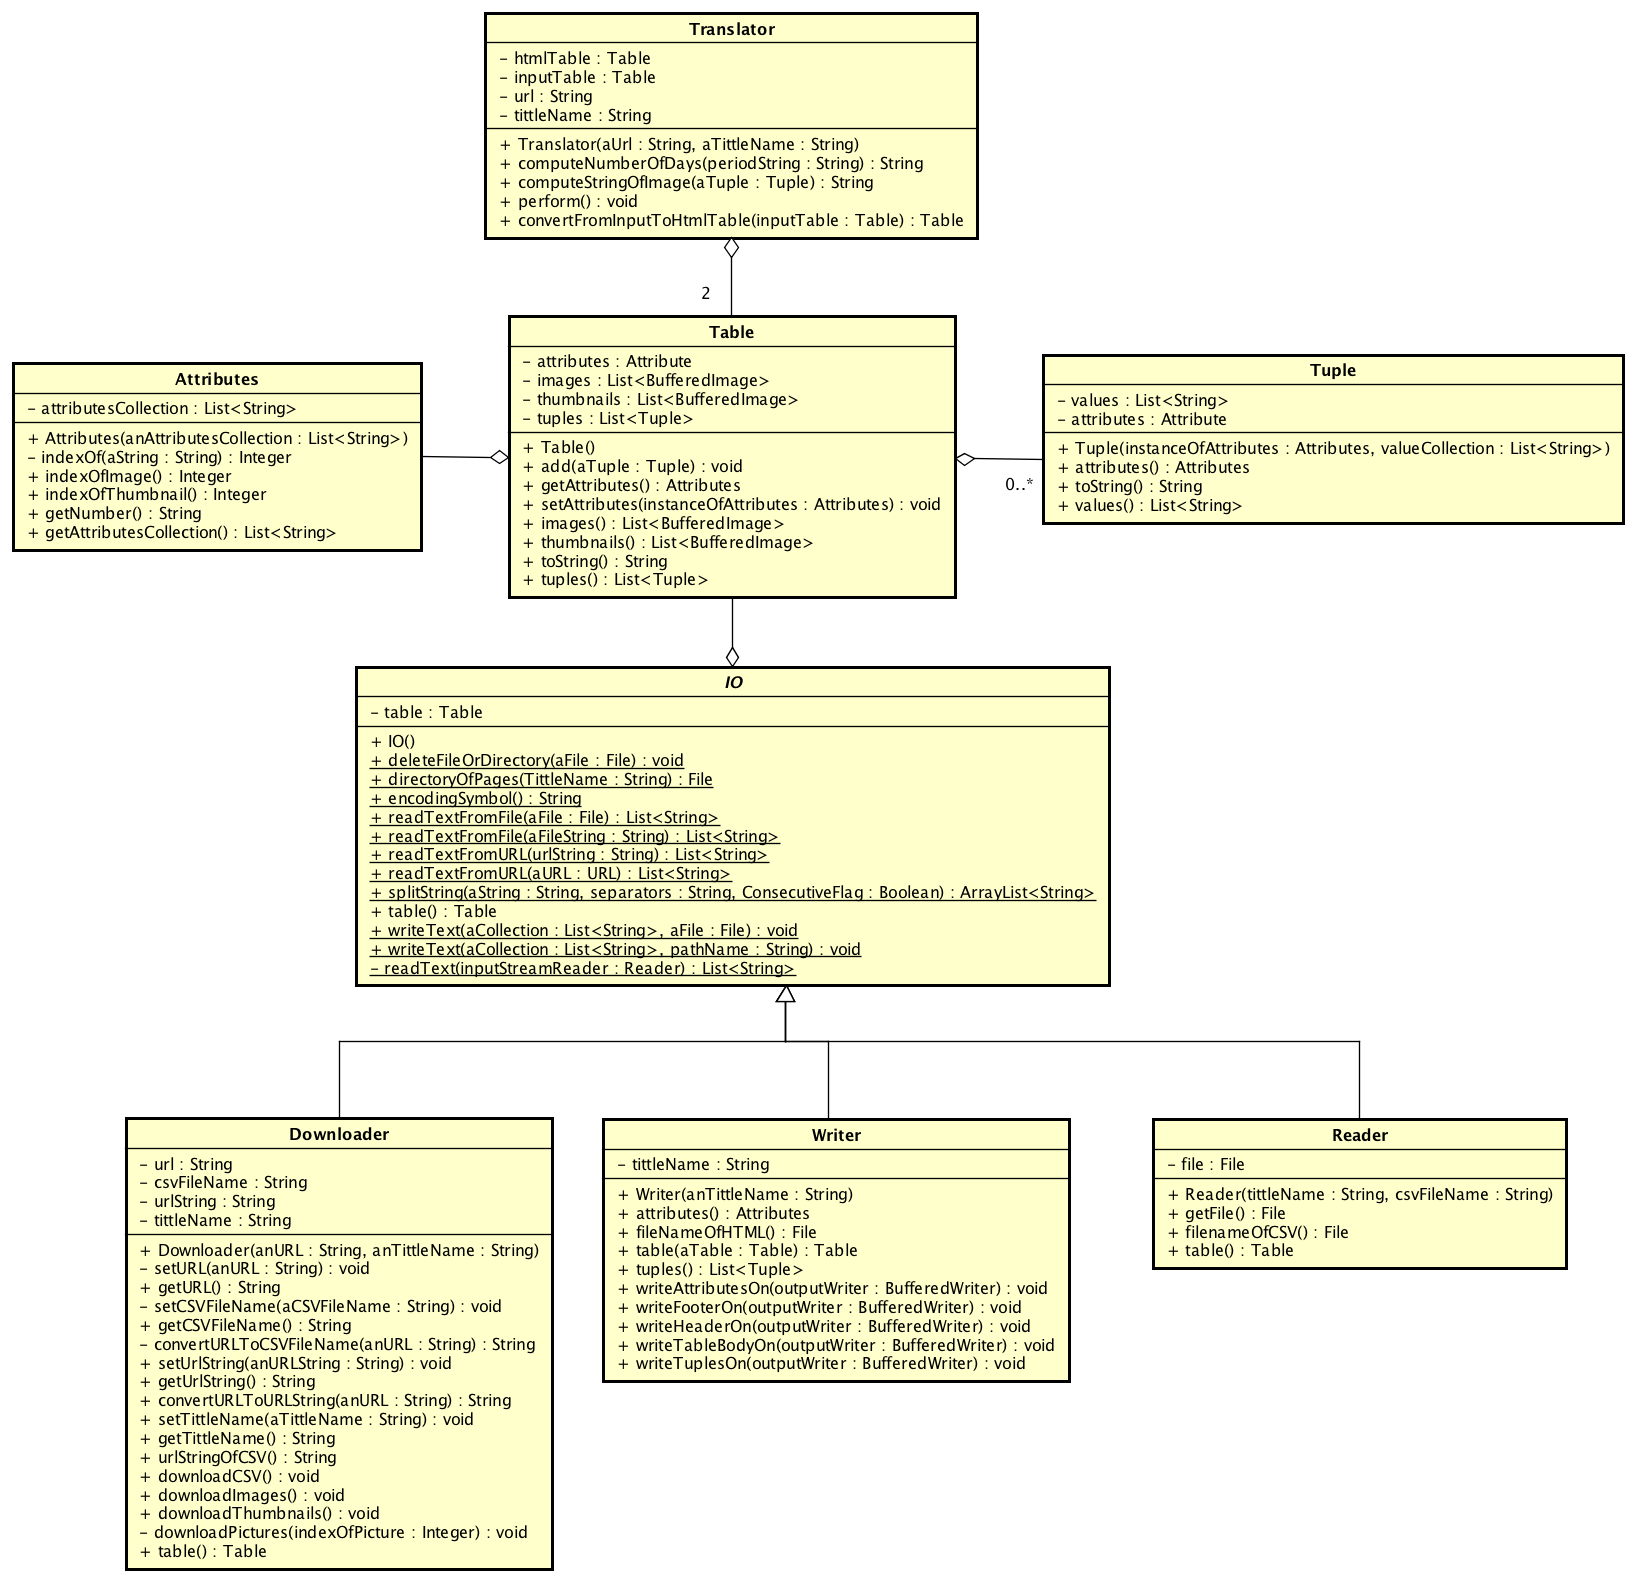 Translator
– htmlTable : Table
– inputTable : Table
– url : String
– tittleName : String
+ Translator(aUrl : String, aTittleName : String)
+ computeNumberOfDays(periodString : String) : String
+ computeStringOfImage(aTuple : Tuple) : String
+ perform() : void
+ convertFromInputToHtmlTable(inputTable : Table) : Table
2
Table
– attributes : Attribute
– images : List<BufferedImage>
– thumbnails : List<BufferedImage>
– tuples : List<Tuple>
+ Table()
+ add(aTuple : Tuple) : void
+ getAttributes() : Attributes
+ setAttributes(instanceOfAttributes : Attributes) : void
+ images() : List<BufferedImage>
+ thumbnails() : List<BufferedImage>
+ toString() : String
+ tuples() : List<Tuple>
Attributes
– attributesCollection : List<String>
+ Attributes(anAttributesCollection : List<String>)
– indexOf(aString : String) : Integer
+ indexOfImage() : Integer
+ indexOfThumbnail() : Integer
+ getNumber() : String
+ getAttributesCollection() : List<String>
Tuple
– values : List<String>
– attributes : Attribute
+ Tuple(instanceOfAttributes : Attributes, valueCollection : List<String>)
+ attributes() : Attributes
+ toString() : String
+ values() : List<String>
0..*
IO
– table : Table
+ IO()
+ deleteFileOrDirectory(aFile : File) : void
+ directoryOfPages(TittleName : String) : File
+ encodingSymbol() : String
+ readTextFromFile(aFile : File) : List<String>
+ readTextFromFile(aFileString : String) : List<String>
+ readTextFromURL(urlString : String) : List<String>
+ readTextFromURL(aURL : URL) : List<String>
+ splitString(aString : String, separators : String, ConsecutiveFlag : Boolean) : ArrayList<String>
+ table() : Table
+ writeText(aCollection : List<String>, aFile : File) : void
+ writeText(aCollection : List<String>, pathName : String) : void
– readText(inputStreamReader : Reader) : List<String>
Downloader
– url : String
– csvFileName : String
– urlString : String
– tittleName : String
+ Downloader(anURL : String, anTittleName : String)
– setURL(anURL : String) : void
+ getURL() : String
– setCSVFileName(aCSVFileName : String) : void
+ getCSVFileName() : String
– convertURLToCSVFileName(anURL : String) : String
+ setUrlString(anURLString : String) : void
+ getUrlString() : String
+ convertURLToURLString(anURL : String) : String
+ setTittleName(aTittleName : String) : void
+ getTittleName() : String
+ urlStringOfCSV() : String
+ downloadCSV() : void
+ downloadImages() : void
+ downloadThumbnails() : void
– downloadPictures(indexOfPicture : Integer) : void
+ table() : Table
Writer
– tittleName : String
+ Writer(anTittleName : String)
+ attributes() : Attributes
+ fileNameOfHTML() : File
+ table(aTable : Table) : Table
+ tuples() : List<Tuple>
+ writeAttributesOn(outputWriter : BufferedWriter) : void
+ writeFooterOn(outputWriter : BufferedWriter) : void
+ writeHeaderOn(outputWriter : BufferedWriter) : void
+ writeTableBodyOn(outputWriter : BufferedWriter) : void
+ writeTuplesOn(outputWriter : BufferedWriter) : void
Reader
– file : File
+ Reader(tittleName : String, csvFileName : String)
+ getFile() : File
+ filenameOfCSV() : File
+ table() : Table